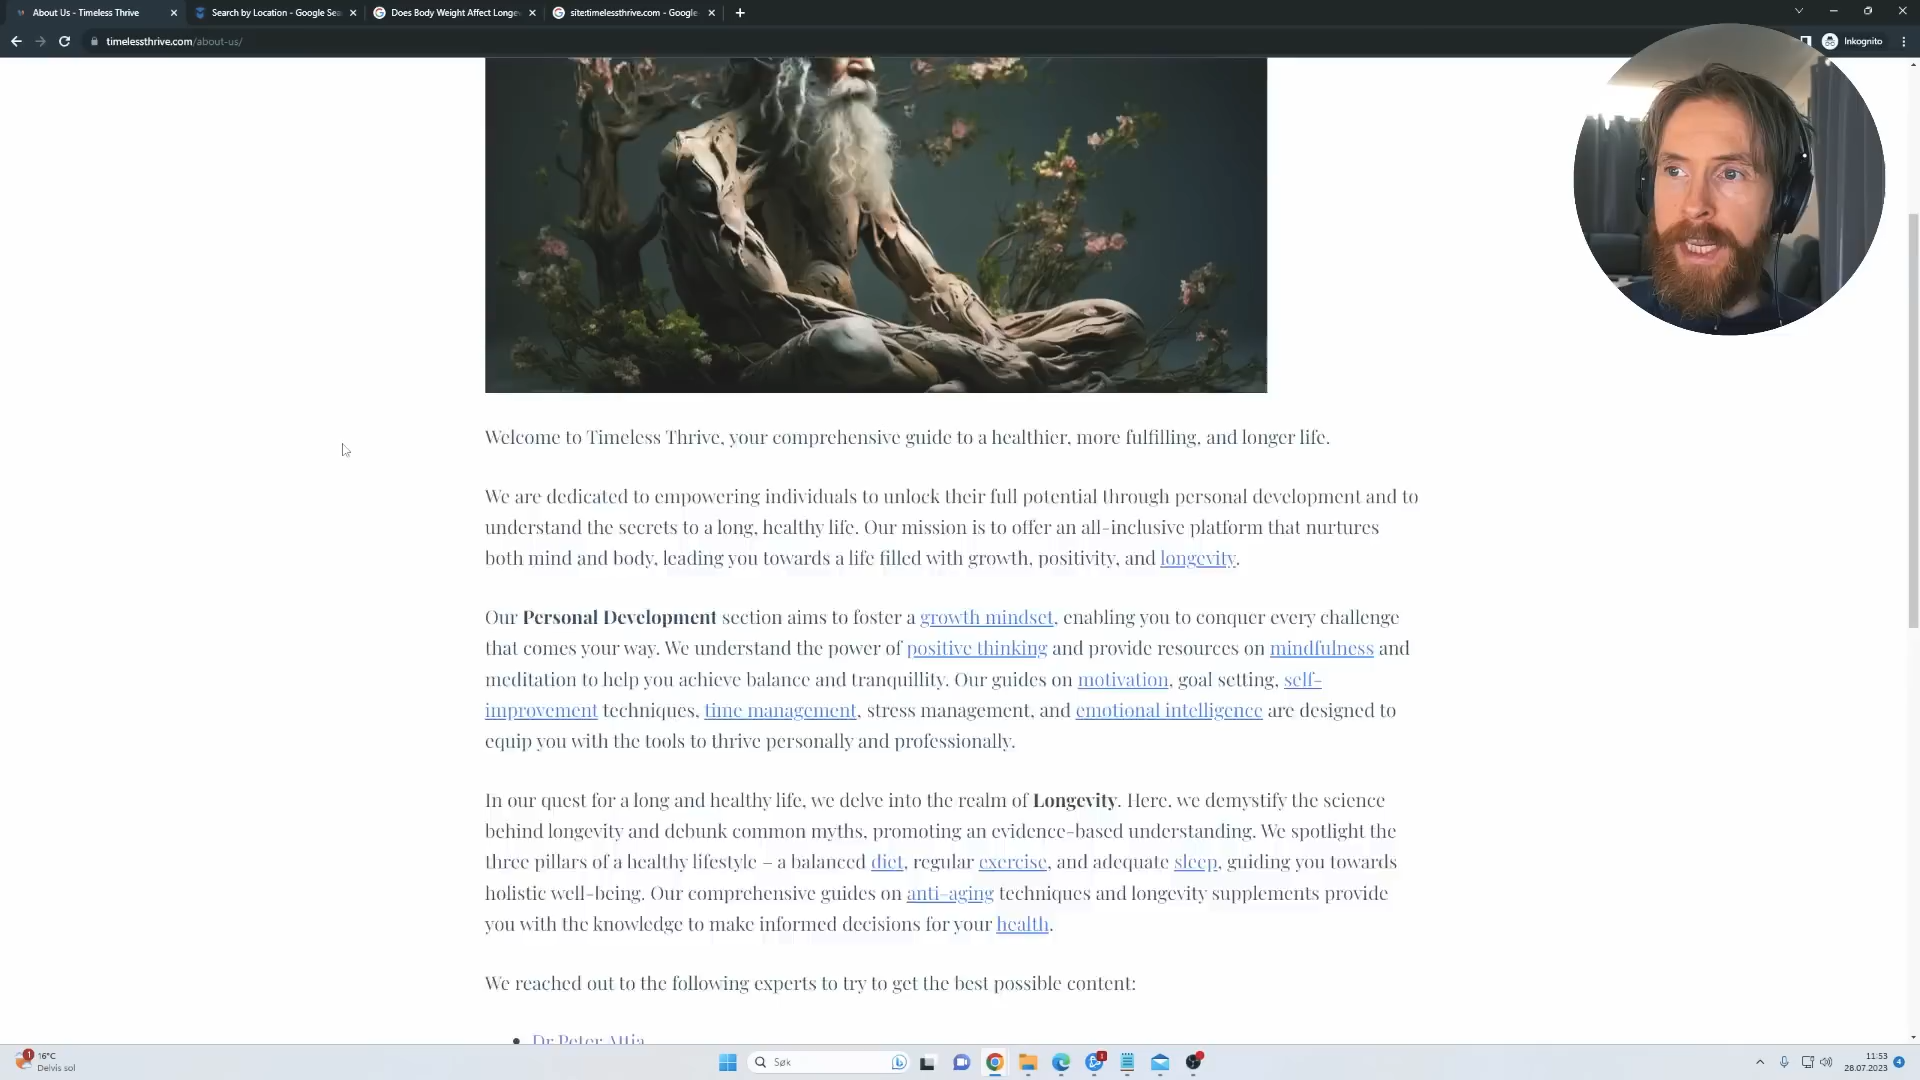 About Us - Timeless Thrive
Search by Location - Google Sea
Does Body Weight Affect Longev
site:timelessthrive.com - Google
timelessthrive.com/about-us/
Inkognito
Welcome to Timeless Thrive, your comprehensive guide to a healthier, more fulfilling, and longer life.
We are dedicated to empowering individuals to unlock their full potential through personal development and to
understand the secrets to a long, healthy life. Our mission is to offer an all-inclusive platform that nurtures
both mind and body, leading you towards a life filled with growth, positivity, and longevity.
Our Personal Development section aims to foster a growth mindset, enabling you to conquer every challenge
that comes your way. We understand the power of positive thinking and provide resources on mindfulness and
meditation to help you achieve balance and tranquillity. Our guides on motivation, goal setting, self-
improvement techniques, time management, stress management, and emotional intelligence are designed to
equip you with the tools to thrive personally and professionally.
In our quest for a long and healthy life, we delve into the realm of Longevity. Here, we demystify the science
behind longevity and debunk common myths, promoting an evidence-based understanding. We spotlight the
three pillars of a healthy lifestyle – a balanced diet, regular exercise, and adequate sleep, guiding you towards
holistic well-being. Our comprehensive guides on anti-aging techniques and longevity supplements provide
you with the knowledge to make informed decisions for your health.
We reached out to the following experts to try to get the best possible content:
Dr Peter Attia
1
16°C
Delvis sol
Søk
11:53
28.07.2023
4